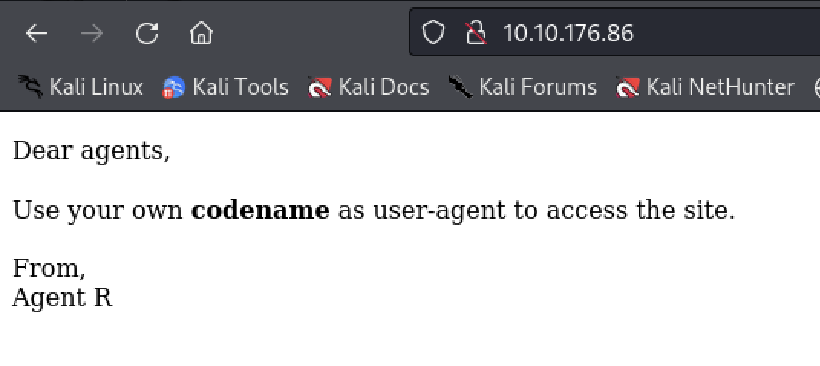 10.10.176.86
Kali Linux Kali Tools Kali Docs Kali Forums Kali NetHunter
Dear agents,
Use your own codename as user-agent to access the site.
From,
Agent R